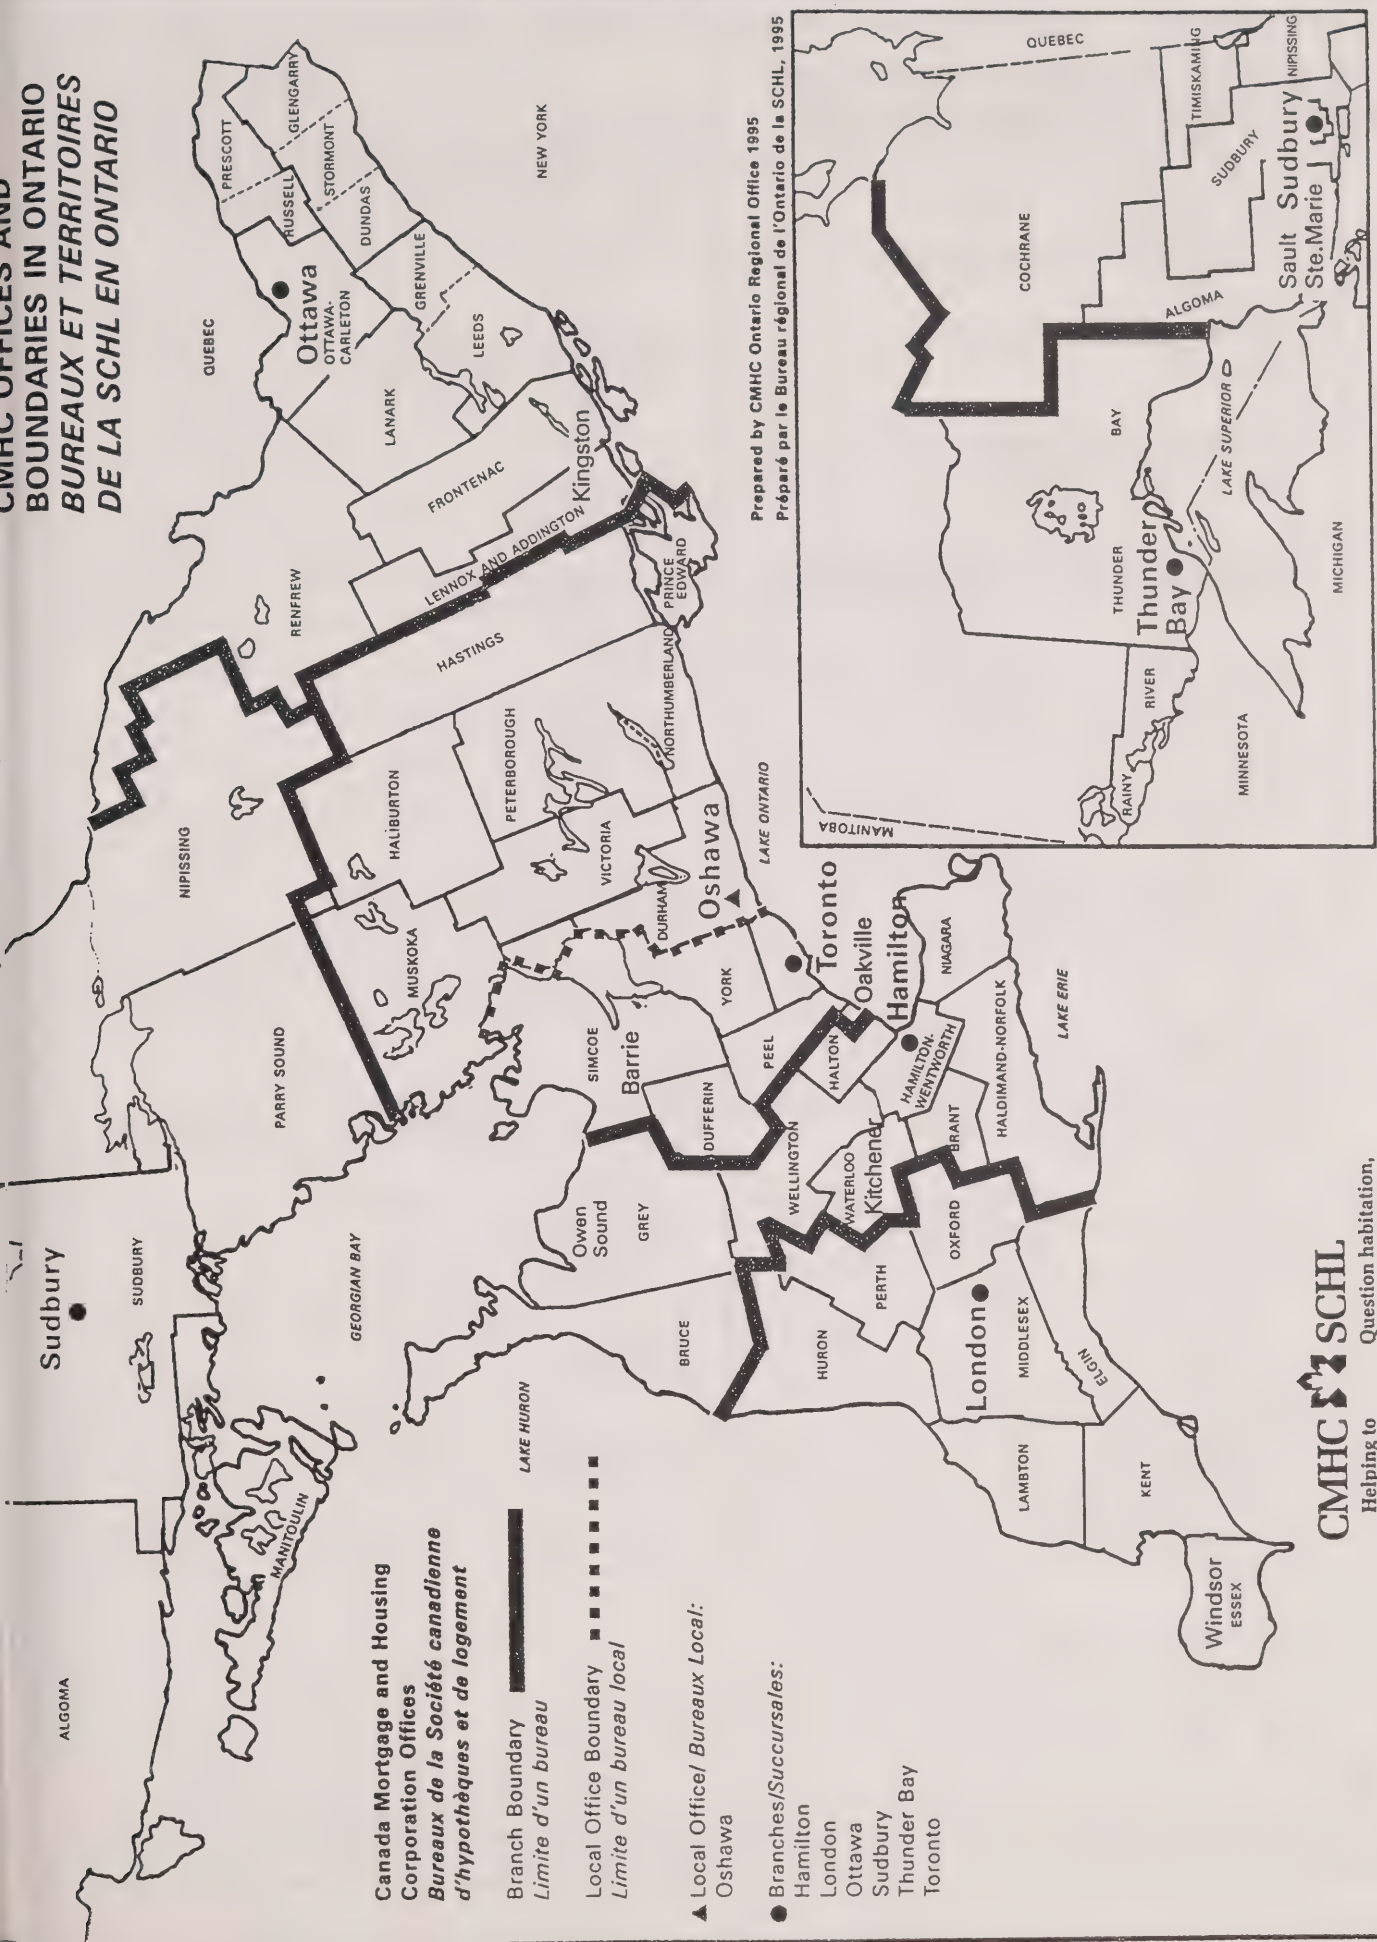 CMHC OFFICES AND
BOUNDARIES IN ONTARIO
BUREAUX ET TERRITOIRES
DE LA SCHL EN ONTARIO
ALGOMA
Sudbury
SUDBURY
MANITOULIN
GEORGIAN BAY
LAKE HURON
PARRY SOUND
NIPISSING
MUSKOKA
HALIBURTON
RENFREW
QUEBEC
Ottawa
OTTAWA-
CARLETON
PRESCOTT
RUSSELL
GLENGARRY
STORMONT
DUNDAS
GRENVILLE
LEEDS
LANARK
FRONTENAC
Kingston
LENNOX AND ADDINGTON
HASTINGS
PRINCE
EDWARD
NORTHUMBERLAND
PETERBOROUGH
VICTORIA
DURHAM
Oshawa
LAKE ONTARIO
NEW YORK
SIMCOE
Barrie
YORK
Toronto
PEEL
DUFFERIN
HALTON
Oakville
Hamilton
HAMILTON-
WENTWORTH
NIAGARA
HALDIMAND-NORFOLK
BRANT
LAKE ERIE
WELLINGTON
WATERLOO
Kitchener
Owen
Sound
GREY
BRUCE
HURON
PERTH
OXFORD
London
MIDDLESEX
ELGIN
LAMBTON
KENT
Windsor
ESSEX
Canada Mortgage and Housing
Corporation Offices
Bureaux de la Société canadienne
d'hypothèques et de logement
Branch Boundary
Limite d'un bureau
Local Office Boundary
Limite d'un bureau local
▲ Local Office/ Bureaux Local:
Oshawa
● Branches/Succursales:
Hamilton
London
Ottawa
Sudbury
Thunder Bay
Toronto
Prepared by CMHC Ontario Regional Office 1995
Préparé par le Bureau régional de l'Ontario de la SCHL, 1995
MANITOBA
QUEBEC
COCHRANE
TIMISKAMING
NIPISSING
SUDBURY
Sudbury
Sault
Ste.Marie
ALGOMA
THUNDER
BAY
Thunder
Bay
LAKE SUPERIOR
RAINY
RIVER
MINNESOTA
MICHIGAN
CMHC SCHL
Helping to
Question habitation,